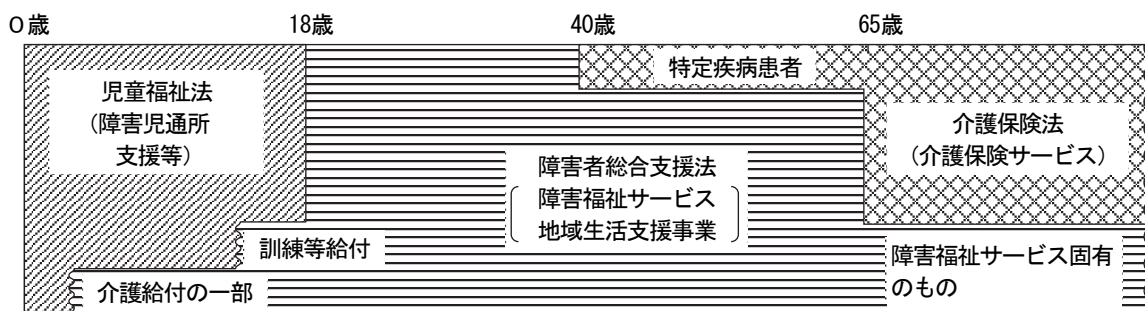 0歳
18歳
40歳
65歳
特定疾病患者
児童福祉法
(障害児通所
支援等)
介護保険法
(介護保険サービス)
障害者総合支援法
障害福祉サービス
地域生活支援事業
訓練等給付
障害福祉サービス固有
のもの
介護給付の一部